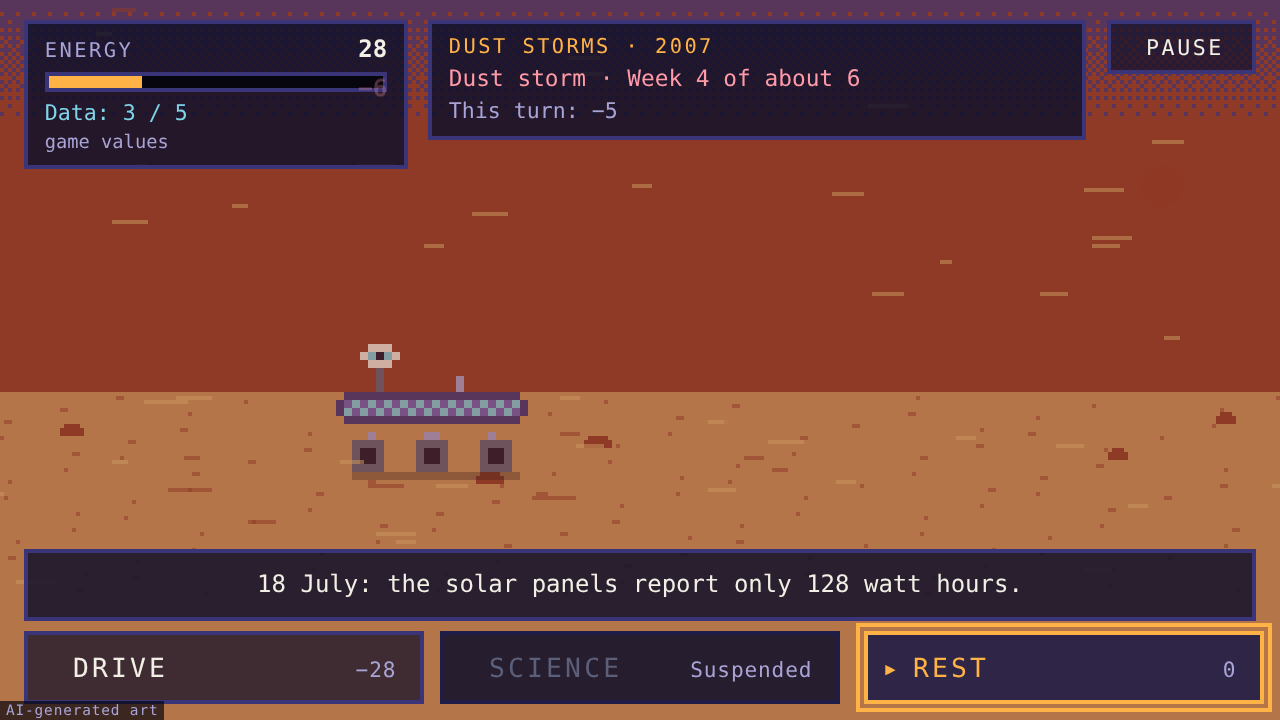 ENERGY 28
−6
Data: 3 / 5
game values
DUST STORMS · 2007
Dust storm · Week 4 of about 6
This turn: −5
PAUSE
18 July: the solar panels report only 128 watt hours.
DRIVE −28
SCIENCE Suspended
▶ REST 0
AI-generated art